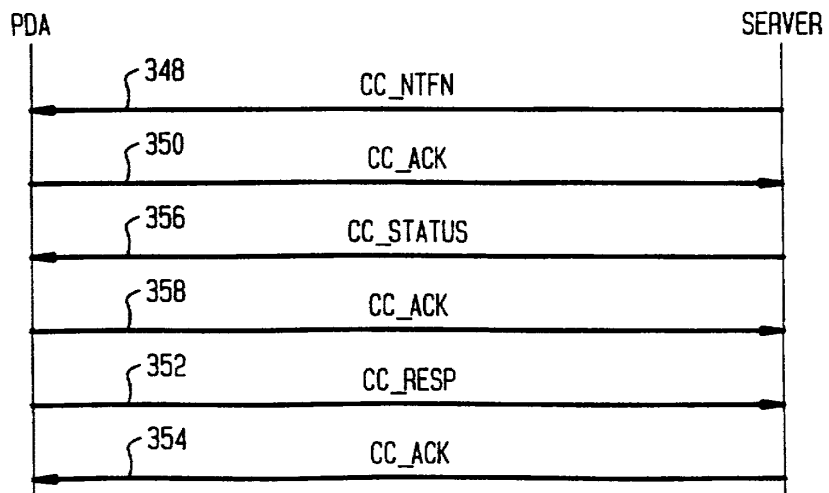 PDA SERVER
348 CC_NTFN
350 CC_ACK
356 CC_STATUS
358 CC_ACK
352 CC_RESP
354 CC_ACK